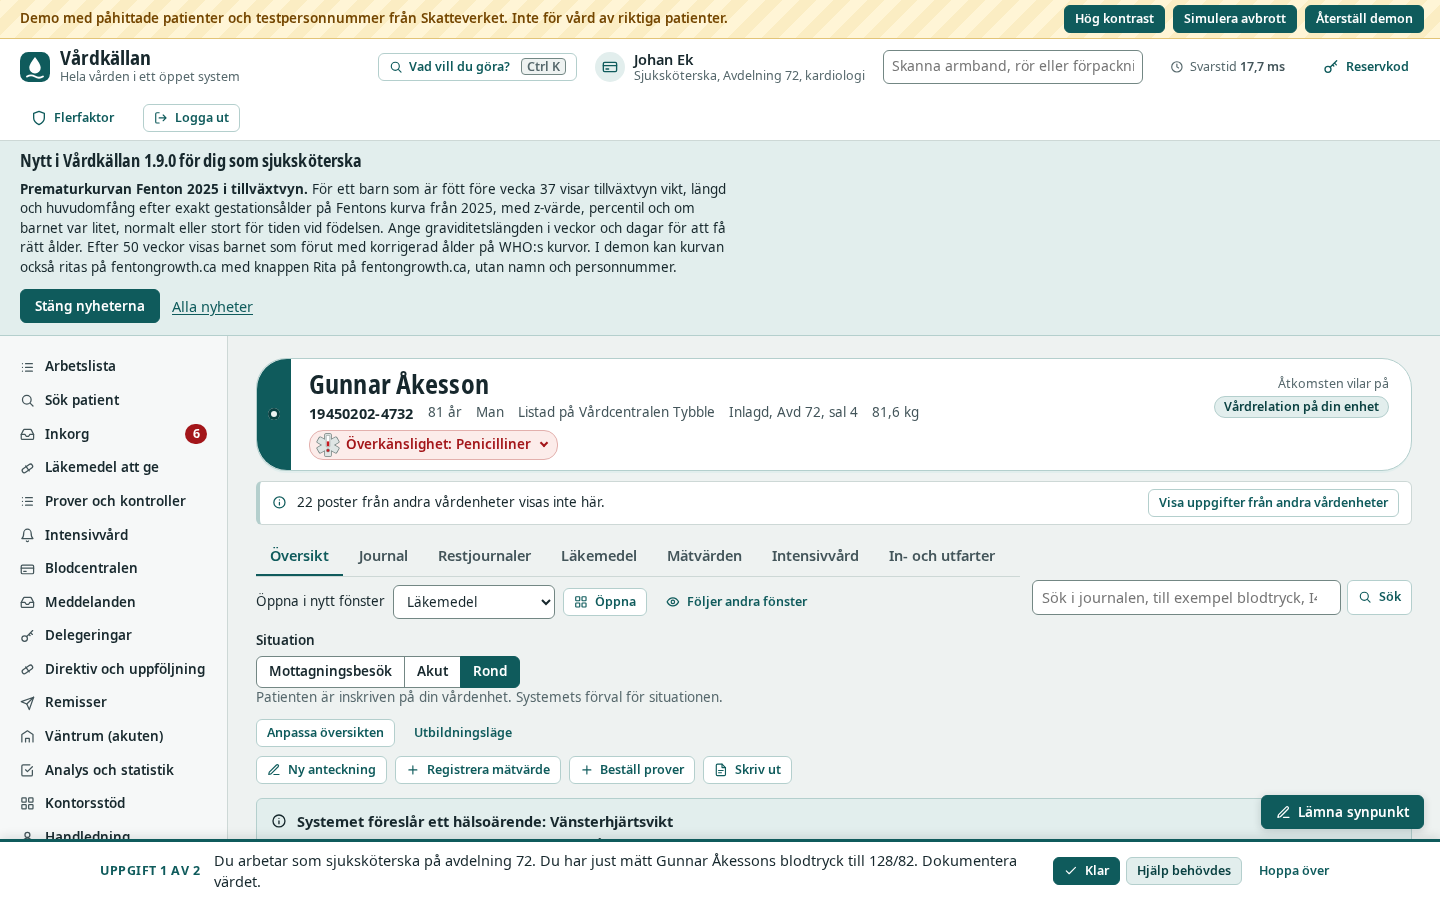 Demo med påhittade patienter och testpersonnummer från Skatteverket. Inte för vård av riktiga patienter.
Hög kontrast
Simulera avbrott
Återställ demon
Vårdkällan
Hela vården i ett öppet system
Vad vill du göra? Ctrl K
Johan Ek
Sjuksköterska, Avdelning 72, kardiologi
Skanna armband, rör eller förpackni
Svarstid 17,7 ms
Reservkod
Flerfaktor
Logga ut
Nytt i Vårdkällan 1.9.0 för dig som sjuksköterska
Prematurkurvan Fenton 2025 i tillväxtvyn. För ett barn som är fött före vecka 37 visar tillväxtvyn vikt, längd
och huvudomfång efter exakt gestationsålder på Fentons kurva från 2025, med z-värde, percentil och om
barnet var litet, normalt eller stort för tiden vid födelsen. Ange graviditetslängden i veckor och dagar för att få
rätt ålder. Efter 50 veckor visas barnet som förut med korrigerad ålder på WHO:s kurvor. I demon kan kurvan
också ritas på fentongrowth.ca med knappen Rita på fentongrowth.ca, utan namn och personnummer.
Stäng nyheterna
Alla nyheter
Arbetslista
Sök patient
Inkorg 6
Läkemedel att ge
Prover och kontroller
Intensivvård
Blodcentralen
Meddelanden
Delegeringar
Direktiv och uppföljning
Remisser
Väntrum (akuten)
Analys och statistik
Kontorsstöd
Handledning
Gunnar Åkesson
19450202-4732 81 år Man Listad på Vårdcentralen Tybble Inlagd, Avd 72, sal 4 81,6 kg
Överkänslighet: Penicilliner
Åtkomsten vilar på
Vårdrelation på din enhet
22 poster från andra vårdenheter visas inte här.
Visa uppgifter från andra vårdenheter
Översikt
Journal
Restjournaler
Läkemedel
Mätvärden
Intensivvård
In- och utfarter
Öppna i nytt fönster
Läkemedel
Öppna
Följer andra fönster
Sök i journalen, till exempel blodtryck, I4
Sök
Situation
Mottagningsbesök
Akut
Rond
Patienten är inskriven på din vårdenhet. Systemets förval för situationen.
Anpassa översikten
Utbildningsläge
Ny anteckning
Registrera mätvärde
Beställ prover
Skriv ut
Systemet föreslår ett hälsoärende: Vänsterhjärtsvikt
Lämna synpunkt
UPPGIFT 1 AV 2
Du arbetar som sjuksköterska på avdelning 72. Du har just mätt Gunnar Åkessons blodtryck till 128/82. Dokumentera
värdet.
Klar
Hjälp behövdes
Hoppa över